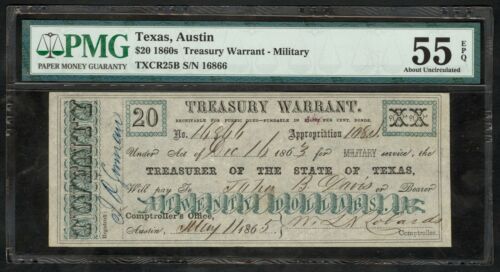 PMG
PAPER MONEY GUARANTY
Texas, Austin
$20 1860s Treasury Warrant - Military
TXCR25B S/N 16866
55 EPQ
About Uncirculated
TREASURY WARRANT.
20
RECEIVABLE FOR PUBLIC DUES—FUNDABLE IN PER CENT. BONDS.
XX
No. 16866 Appropriation
Under Act of Dec 16 1863 for MILITARY service, the
TREASURER OF THE STATE OF TEXAS,
Will pay To John B Davis or Bearer
TWENTY DOLLARS.
Comptroller's Office,
Austin, May 1 1865
Comptroller.
Registered